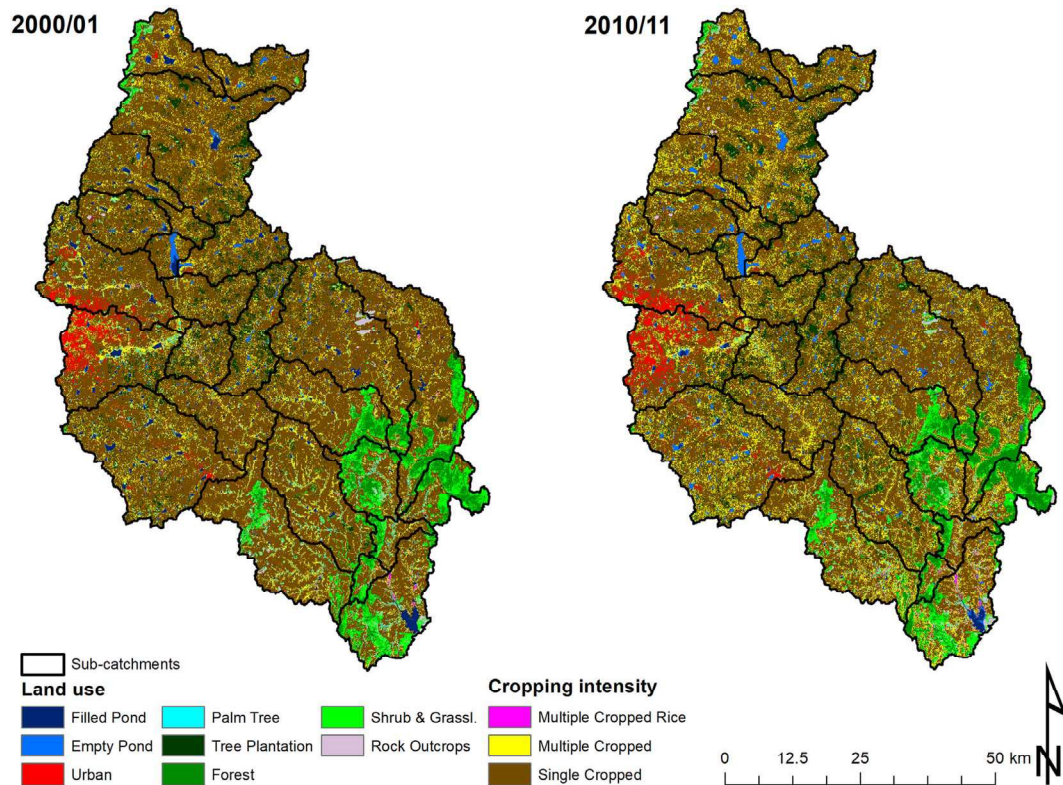 2000/01
2010/11
Sub-catchments
Land use
Filled Pond
Empty Pond
Urban
Palm Tree
Tree Plantation
Forest
Shrub & Grassl.
Rock Outcrops
Cropping intensity
Multiple Cropped Rice
Multiple Cropped
Single Cropped
0 12.5 25 50 km
N